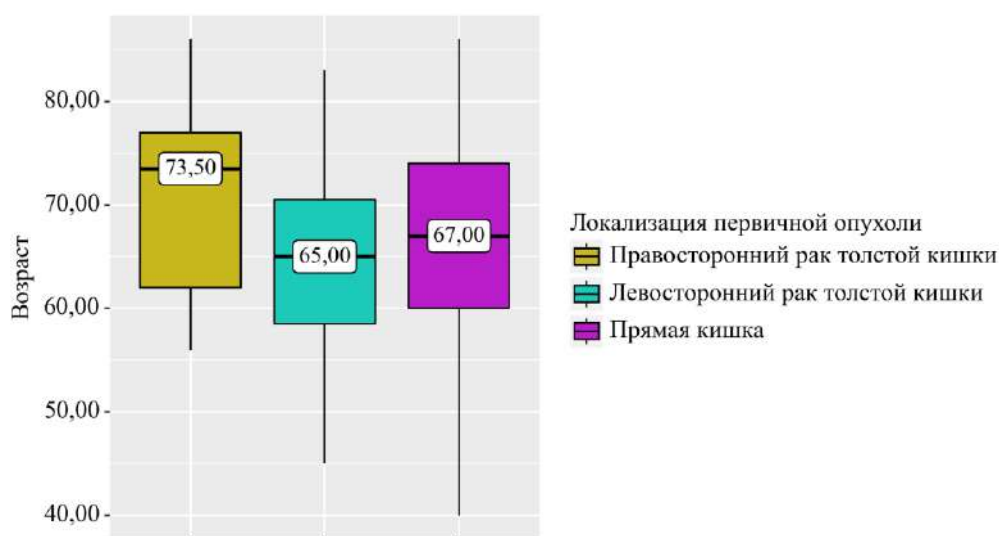 80,00
70,00
60,00
50,00
40,00
Возраст
73,50
65,00
67,00
Локализация первичной опухоли
Правосторонний рак толстой кишки
Левосторонний рак толстой кишки
Прямая кишка